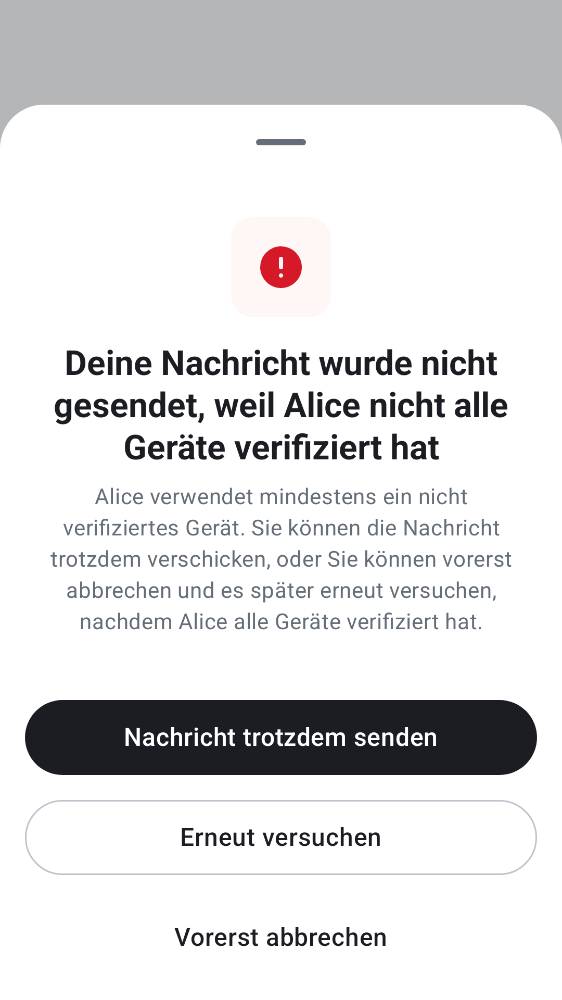 Deine Nachricht wurde nicht
gesendet, weil Alice nicht alle
Geräte verifiziert hat
Alice verwendet mindestens ein nicht
verifiziertes Gerät. Sie können die Nachricht
trotzdem verschicken, oder Sie können vorerst
abbrechen und es später erneut versuchen,
nachdem Alice alle Geräte verifiziert hat.
Nachricht trotzdem senden
Erneut versuchen
Vorerst abbrechen